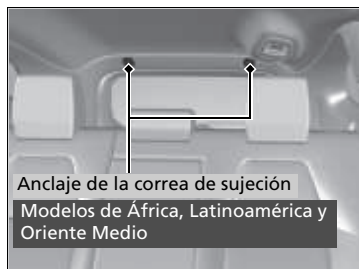 Anclaje de la correa de sujeción
Modelos de África, Latinoamérica y
Oriente Medio